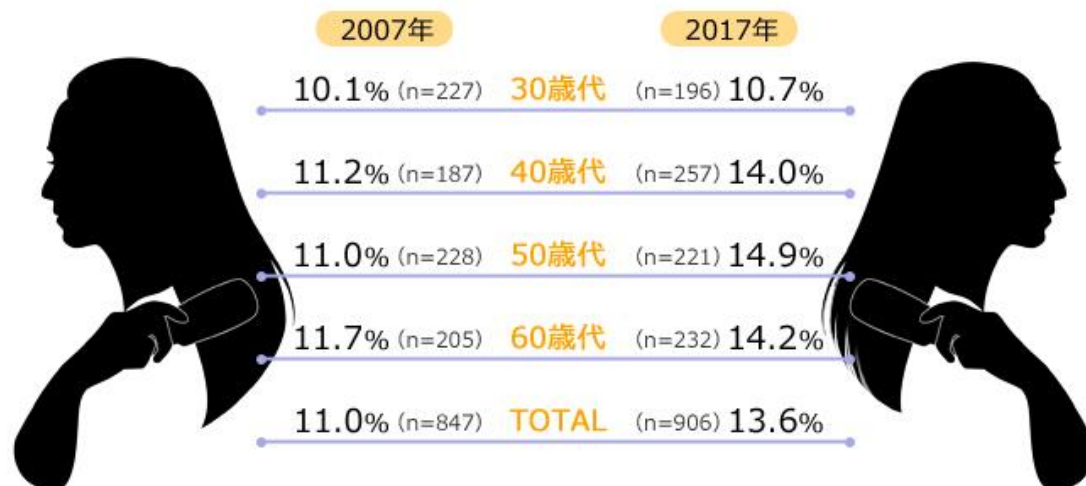 2007年 2017年
10.1% (n=227) 30歳代 (n=196) 10.7%
11.2% (n=187) 40歳代 (n=257) 14.0%
11.0% (n=228) 50歳代 (n=221) 14.9%
11.7% (n=205) 60歳代 (n=232) 14.2%
11.0% (n=847) TOTAL (n=906) 13.6%